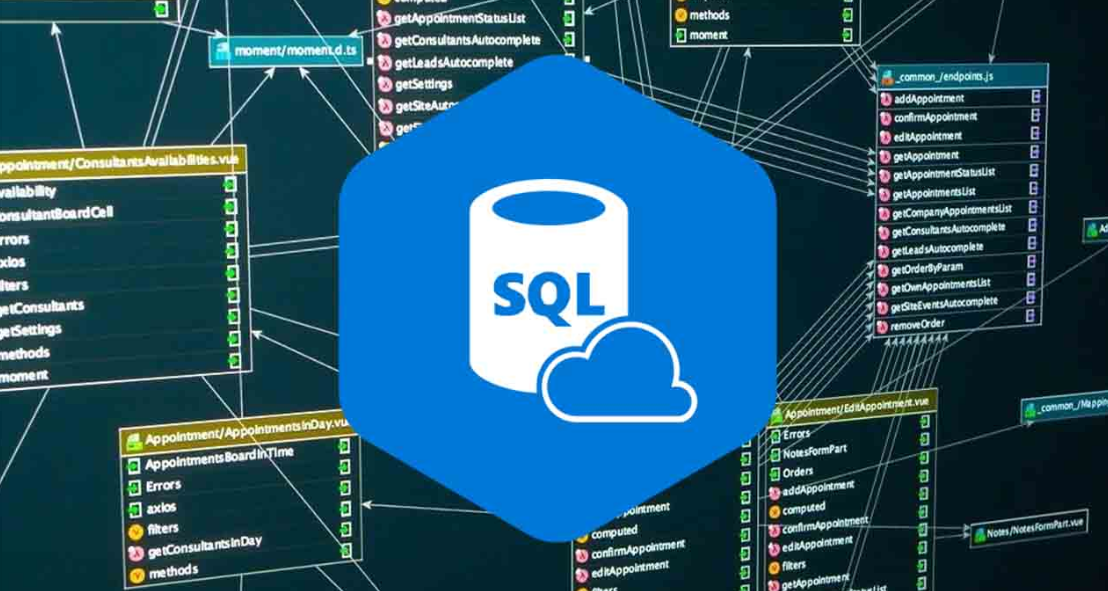 getAppointmentStatusList
getConsultantsAutocomplete
getLeadsAutocomplete
getSettings
methods
moment
moment/moment.d.ts
_common_/endpoints.js
addAppointment
confirmAppointment
editAppointment
getAppointment
getAppointmentStatusList
getAppointmentsList
getCompanyAppointmentsList
getConsultantsAutocomplete
getLeadsAutocomplete
getOrderByParam
getOwnAppointmentsList
getSiteEventsAutocomplete
removeOrder
ppointment/ConsultantsAvailabilities.vue
vailability
onsultantBoardCell
rrors
xios
ilters
getConsultants
getSettings
methods
moment
SQL
Appointment/AppointmentsInDay.vu
AppointmentsBoardInTime
Errors
axios
filters
getConsultantsInDay
methods
computed
confirmAppointment
editAppointment
Appointment/EditAppointment.vue
Errors
NotesFormPart
Orders
addAppointment
computed
confirmAppointment
editAppointment
filters
getAppointment
_common_/Mappin
Notes/NotesFormPart.vue